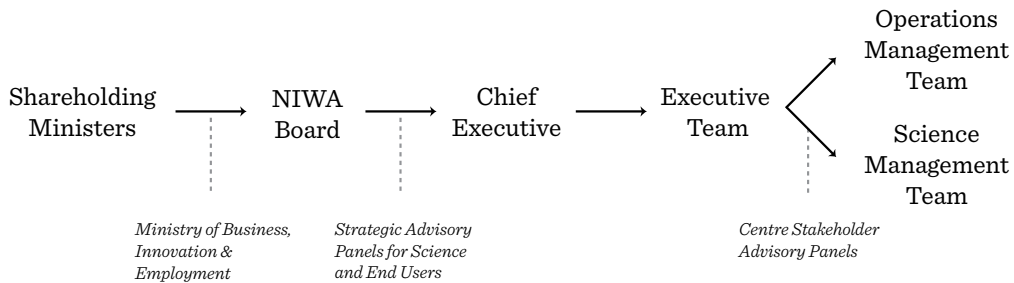 Shareholding
Ministers
NIWA
Board
Chief
Executive
Executive
Team
Operations
Management
Team
Science
Management
Team
Ministry of Business,
Innovation &
Employment
Strategic Advisory
Panels for Science
and End Users
Centre Stakeholder
Advisory Panels